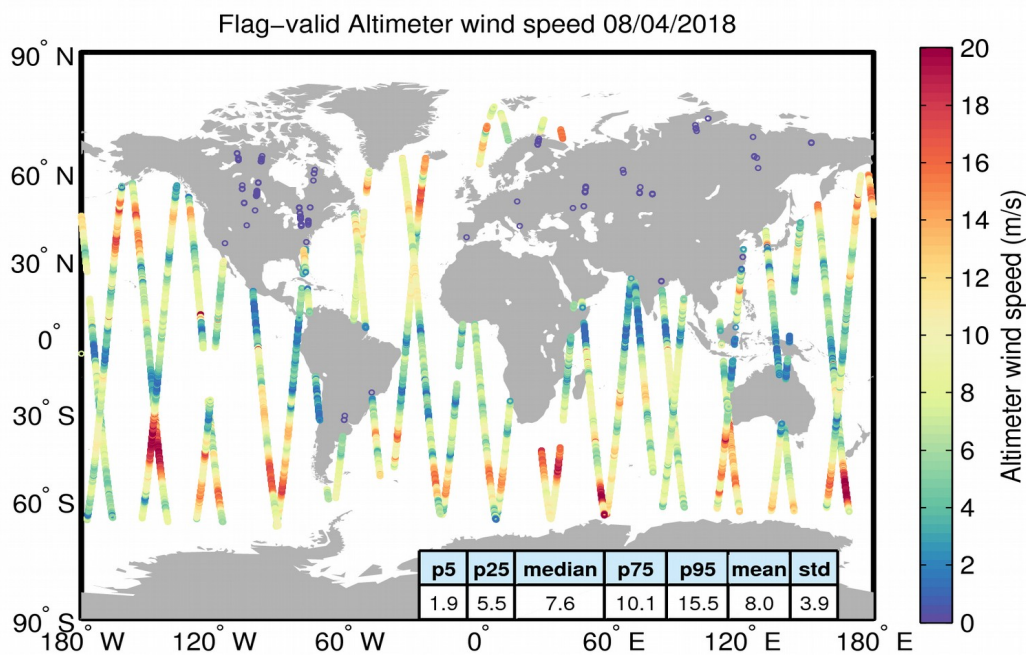 Flag−valid Altimeter wind speed 08/04/2018
90° N
60° N
30° N
0°
30° S
60° S
90° S
180° W
120° W
60° W
0°
60° E
120° E
180° E
p5 p25 median p75 p95 mean std
1.9 5.5 7.6 10.1 15.5 8.0 3.9
20
18
16
14
12
10
8
6
4
2
0
Altimeter wind speed (m/s)